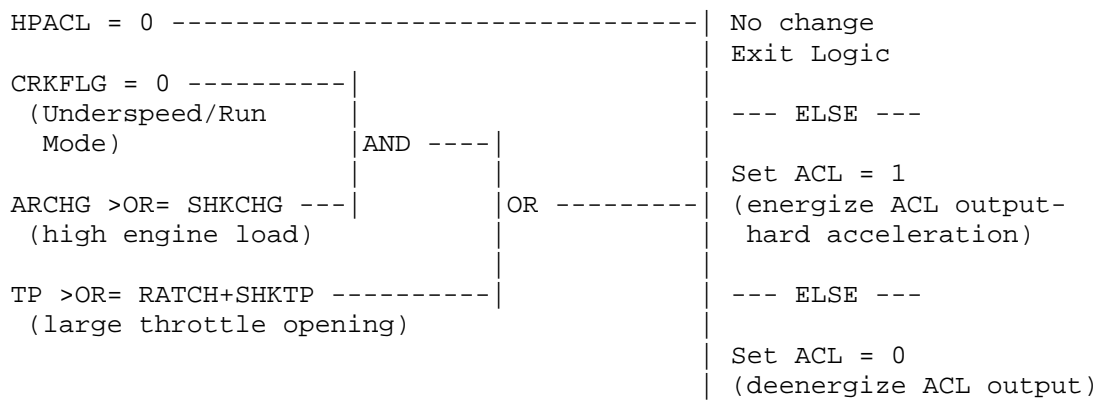 HPACL = 0 --------------------------------| No change
| Exit Logic
CRKFLG = 0 ----------| |
(Underspeed/Run | | --- ELSE ---
Mode) |AND ----| |
| | | Set ACL = 1
ARCHG >OR= SHKCHG ---| |OR ---------| (energize ACL output-
(high engine load) | | hard acceleration)
| |
TP >OR= RATCH+SHKTP ----------| | --- ELSE ---
(large throttle opening) |
| Set ACL = 0
| (deenergize ACL output)